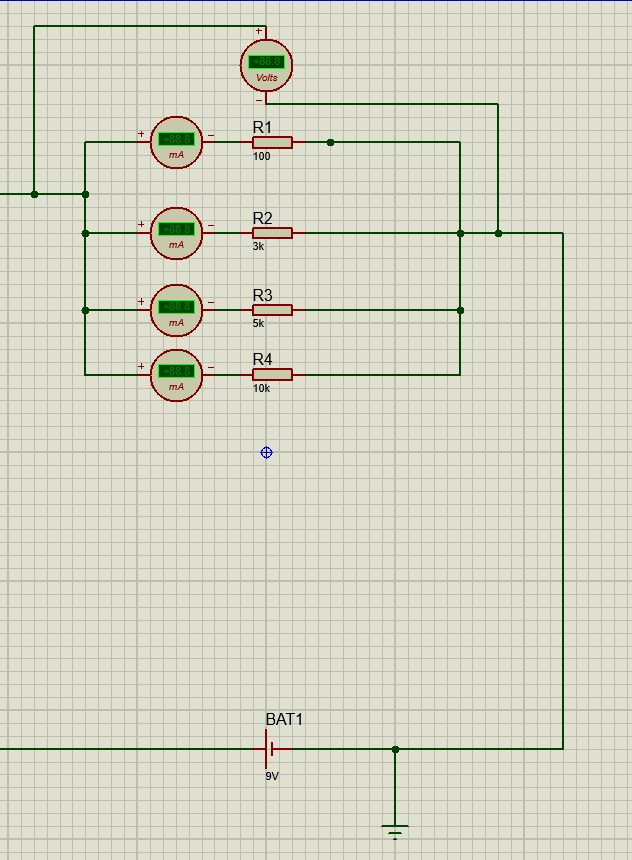 +
+88.8
Volts
−
+ +88.8 −
mA
R1
100
+ +88.8 −
mA
R2
3k
+ +88.8 −
mA
R3
5k
+ +88.8 −
mA
R4
10k
BAT1
9V